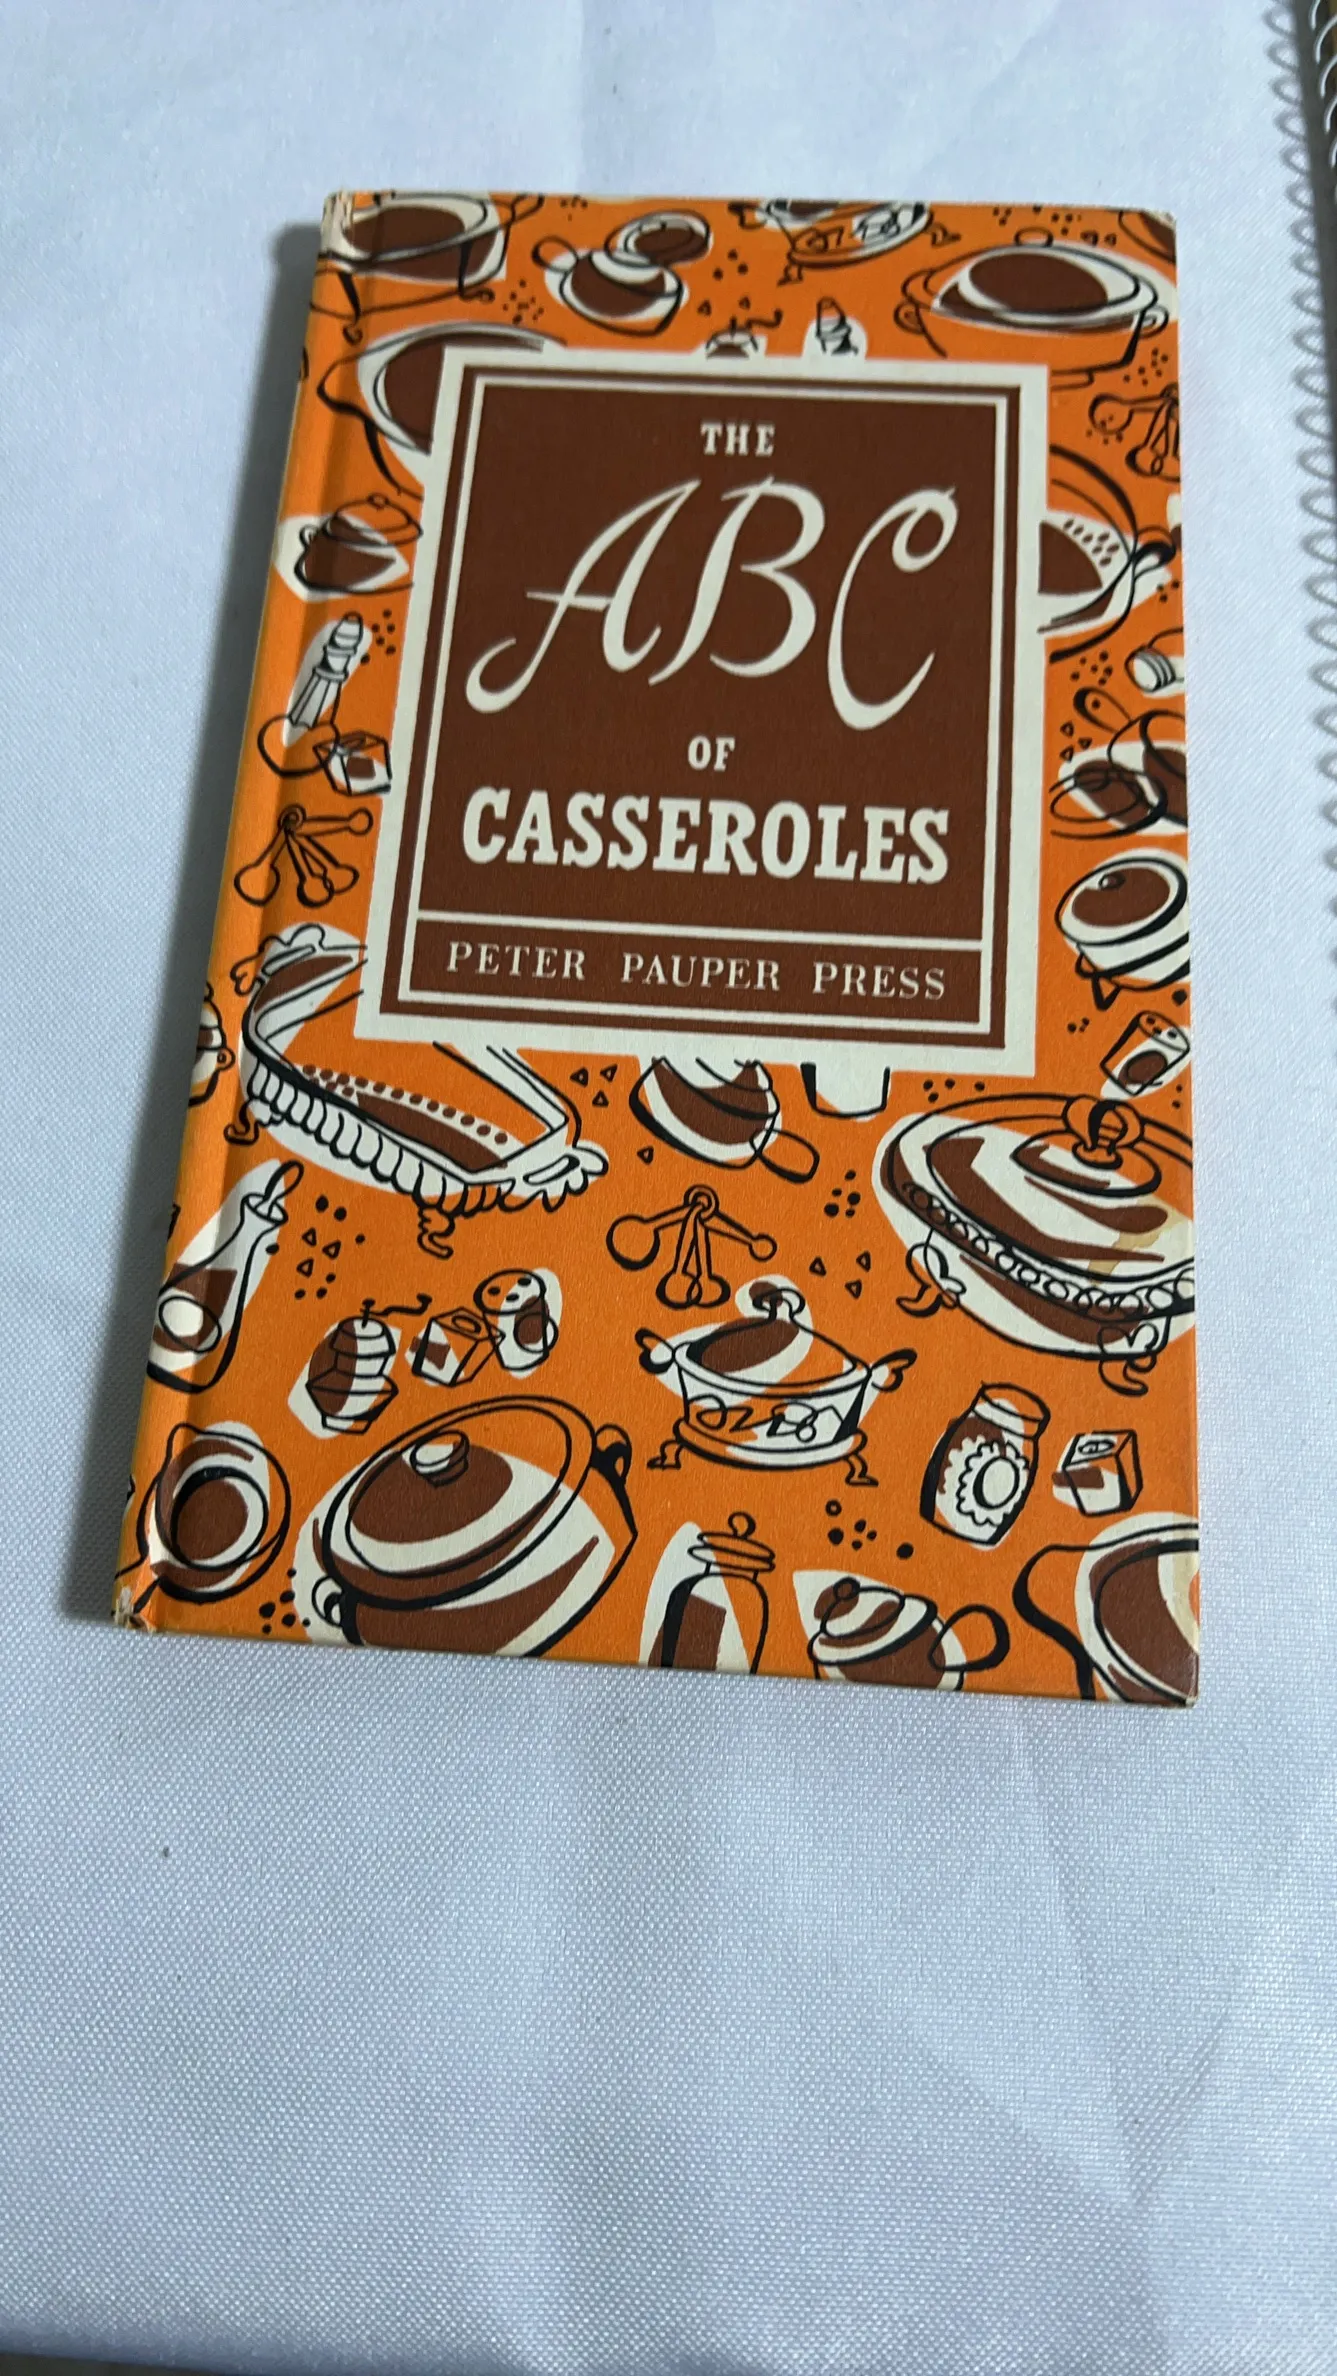 THE
ABC
OF
CASSEROLES
PETER PAUPER PRESS